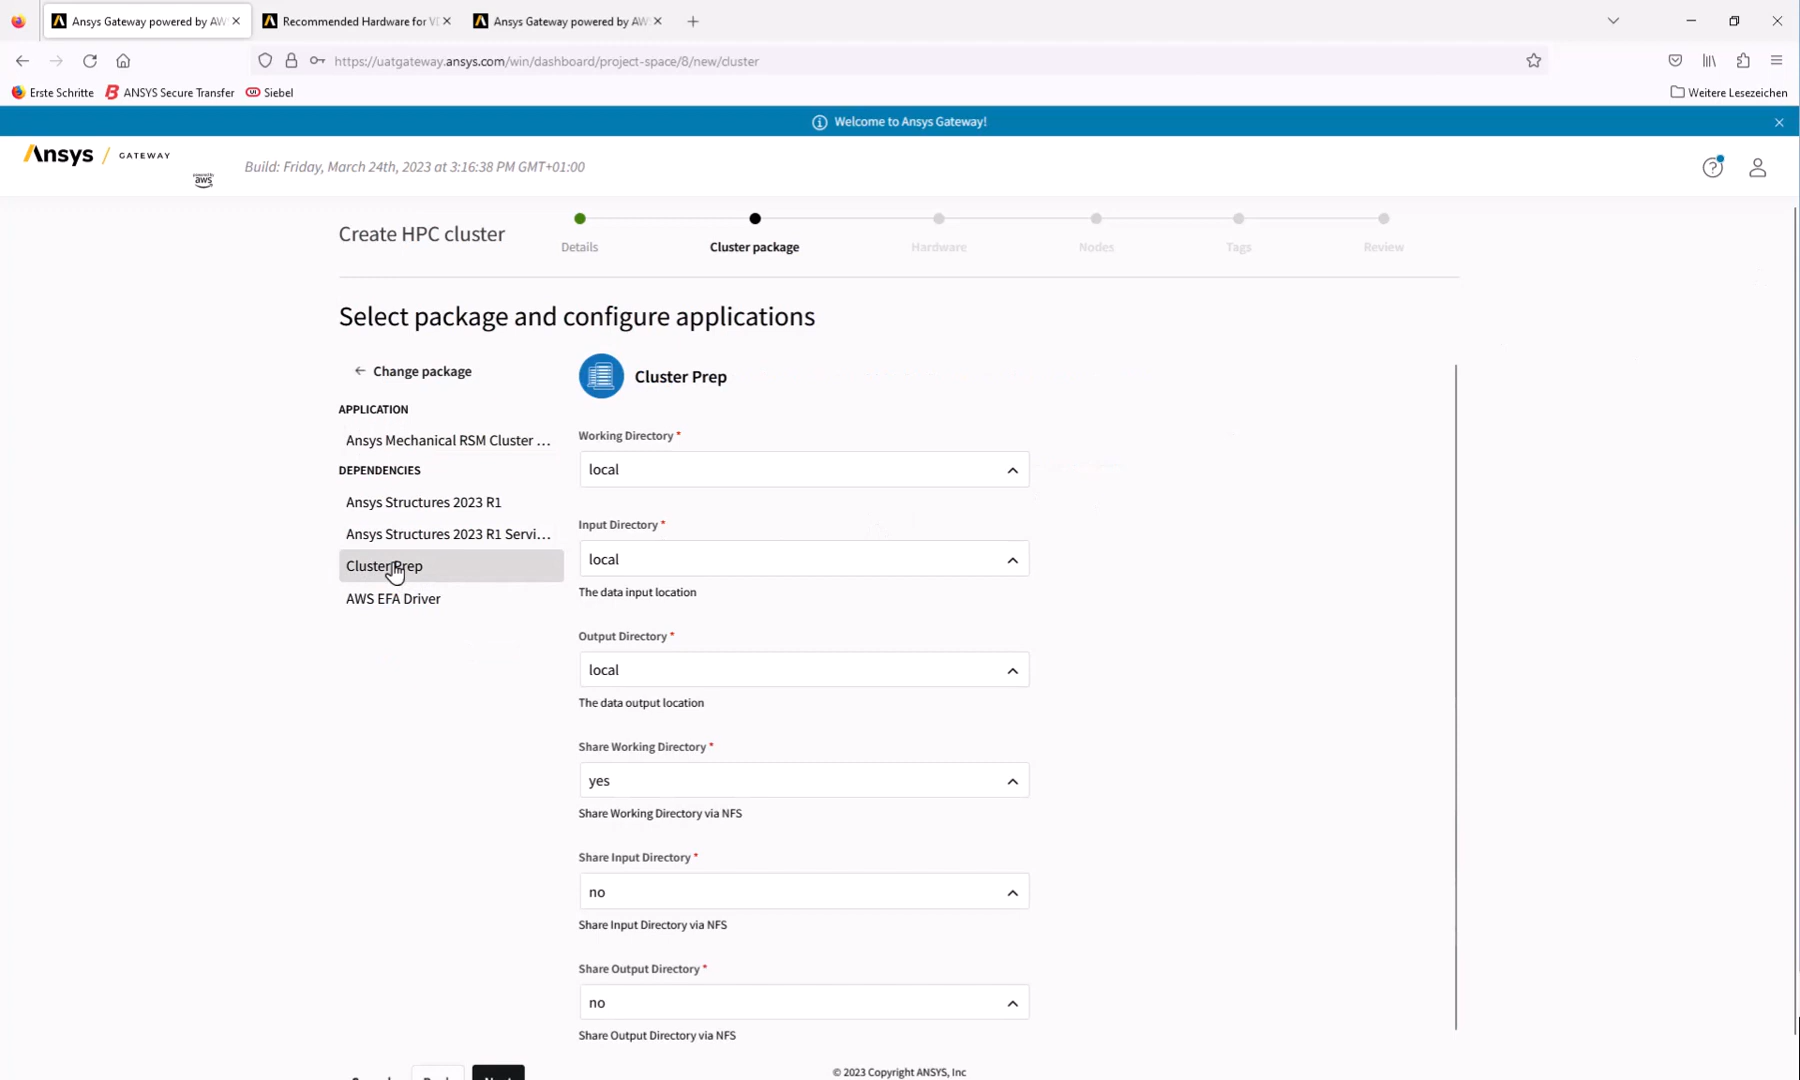 Ansys Gateway powered by AW
Recommended Hardware for VD
Ansys Gateway powered by AW
https://uatgateway.ansys.com/win/dashboard/project-space/8/new/cluster
Erste Schritte
ANSYS Secure Transfer
Siebel
Weitere Lesezeichen
Welcome to Ansys Gateway!
Ansys / GATEWAY
powered by
aws
Build: Friday, March 24th, 2023 at 3:16:38 PM GMT+01:00
Create HPC cluster
Details
Cluster package
Hardware
Nodes
Tags
Review
Select package and configure applications
Change package
APPLICATION
Ansys Mechanical RSM Cluster ...
DEPENDENCIES
Ansys Structures 2023 R1
Ansys Structures 2023 R1 Servi...
Cluster Prep
AWS EFA Driver
Cluster Prep
Working Directory *
local
Input Directory *
local
The data input location
Output Directory *
local
The data output location
Share Working Directory *
yes
Share Working Directory via NFS
Share Input Directory *
no
Share Input Directory via NFS
Share Output Directory *
no
Share Output Directory via NFS
© 2023 Copyright ANSYS, Inc